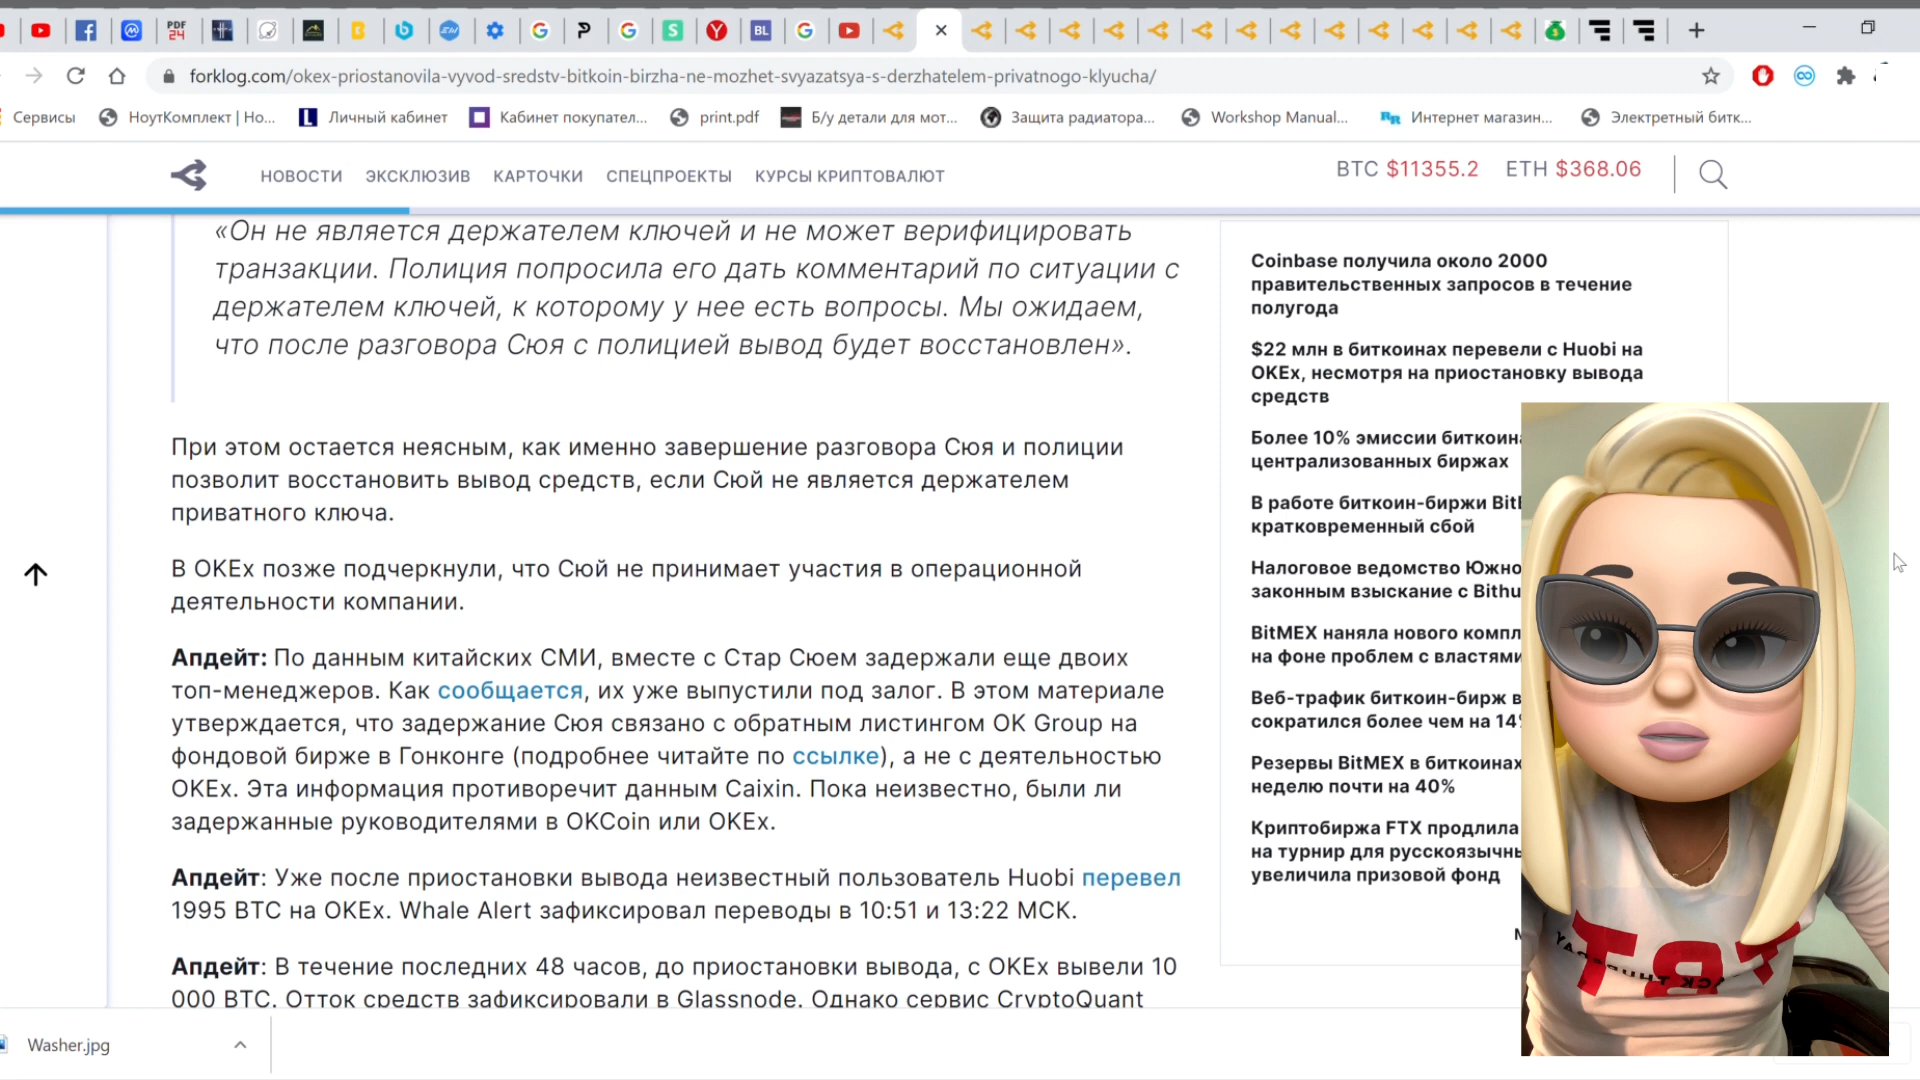 PDF
24
BL
forklog.com/okex-priostanovila-vyvod-sredstv-bitkoin-birzha-ne-mozhet-svyazatsya-s-derzhatelem-privatnogo-klyucha/
Сервисы
НоутКомплект | Но...
Личный кабинет
Кабинет покупател...
print.pdf
Б/у детали для мот...
Защита радиатора...
Workshop Manual...
Интернет магазин...
Электретный битк...
НОВОСТИ ЭКСКЛЮЗИВ КАРТОЧКИ СПЕЦПРОЕКТЫ КУРСЫ КРИПТОВАЛЮТ
BTC $11355.2 ETH $368.06
«Он не является держателем ключей и не может верифицировать
транзакции. Полиция попросила его дать комментарий по ситуации с
держателем ключей, к которому у нее есть вопросы. Мы ожидаем,
что после разговора Сюя с полицией вывод будет восстановлен».
При этом остается неясным, как именно завершение разговора Сюя и полиции
позволит восстановить вывод средств, если Сюй не является держателем
приватного ключа.
В OKEx позже подчеркнули, что Сюй не принимает участия в операционной
деятельности компании.
Апдейт: По данным китайских СМИ, вместе с Стар Сюем задержали еще двоих
топ-менеджеров. Как сообщается, их уже выпустили под залог. В этом материале
утверждается, что задержание Сюя связано с обратным листингом OK Group на
фондовой бирже в Гонконге (подробнее читайте по ссылке), а не с деятельностью
OKEx. Эта информация противоречит данным Caixin. Пока неизвестно, были ли
задержанные руководителями в OKCoin или OKEx.
Апдейт: Уже после приостановки вывода неизвестный пользователь Huobi перевел
1995 BTC на OKEx. Whale Alert зафиксировал переводы в 10:51 и 13:22 МСК.
Апдейт: В течение последних 48 часов, до приостановки вывода, с OKEx вывели 10
000 BTC. Отток средств зафиксировали в Glassnode. Однако сервис CryptoQuant
Coinbase получила около 2000
правительственных запросов в течение
полугода
$22 млн в биткоинах перевели с Huobi на
OKEx, несмотря на приостановку вывода
средств
Более 10% эмиссии биткоина
централизованных биржах
В работе биткоин-биржи Bit
кратковременный сбой
Налоговое ведомство Южно
законным взыскание с Bithu
BitMEX наняла нового компл
на фоне проблем с властями
Веб-трафик биткоин-бирж в
сократился более чем на 14
Резервы BitMEX в биткоинах
неделю почти на 40%
Криптобиржа FTX продлила
на турнир для русскоязычн
увеличила призовой фонд
Washer.jpg